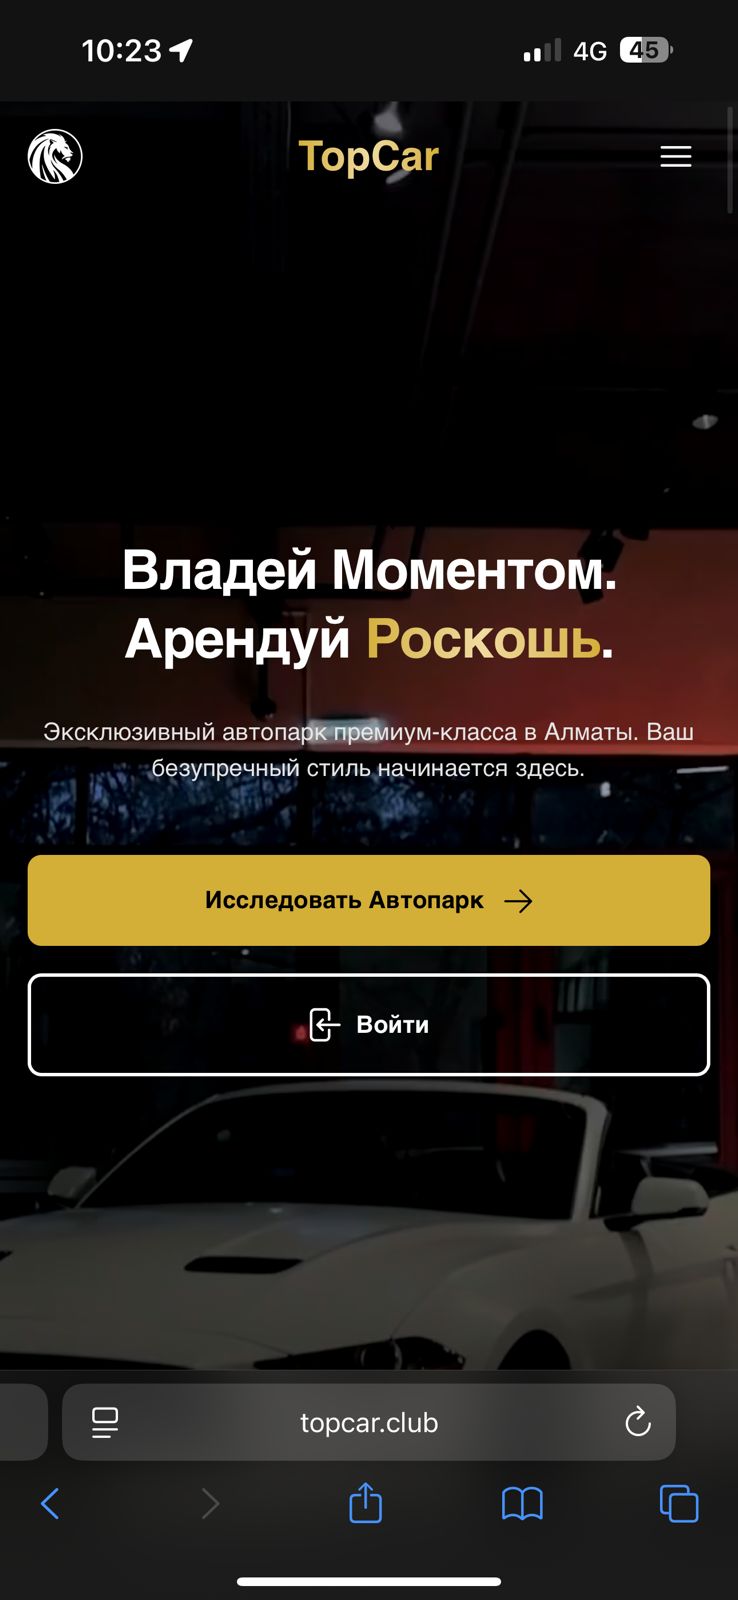 10:23
4G
45
TopCar
Владей Моментом.
Арендуй Роскошь.
Эксклюзивный автопарк премиум-класса в Алматы. Ваш
безупречный стиль начинается здесь.
Исследовать Автопарк
Войти
topcar.club